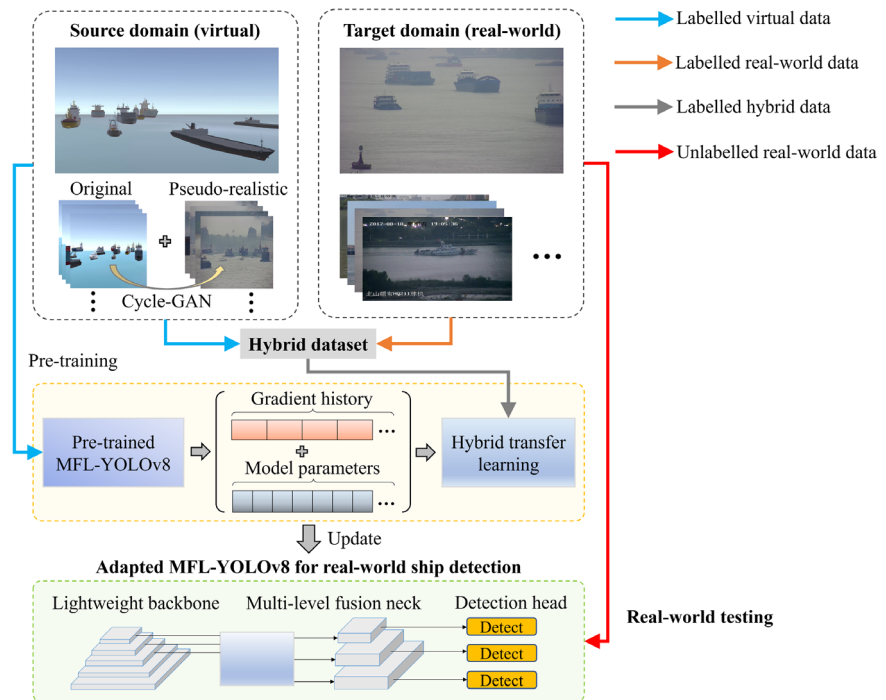 Source domain (virtual)
Target domain (real-world)
Labelled virtual data
Labelled real-world data
Labelled hybrid data
Unlabelled real-world data
Original
Pseudo-realistic
Cycle-GAN
Hybrid dataset
Pre-training
Pre-trained
MFL-YOLOv8
Gradient history
Model parameters
Hybrid transfer
learning
Update
Adapted MFL-YOLOv8 for real-world ship detection
Lightweight backbone
Multi-level fusion neck
Detection head
Detect
Detect
Detect
Real-world testing